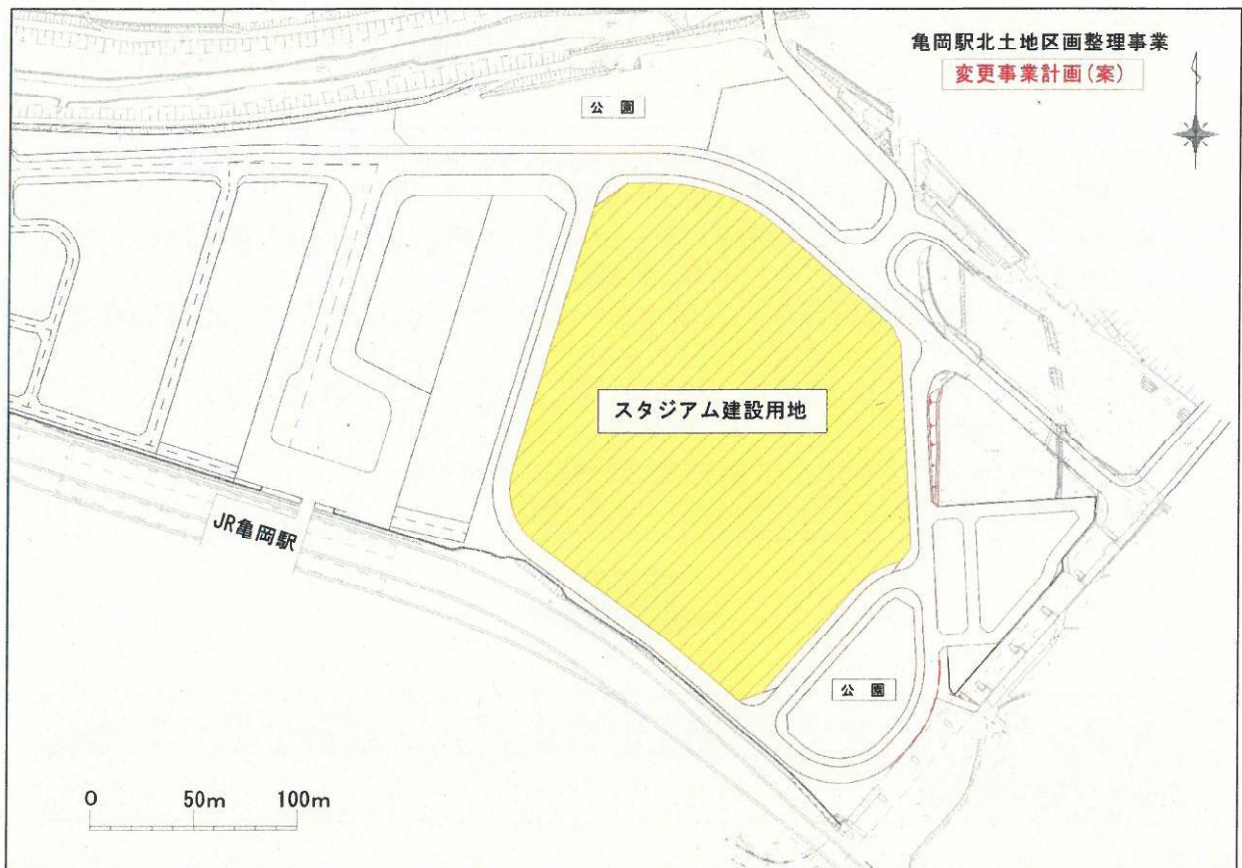 亀岡駅北土地区画整理事業
変更事業計画(案)
公園
スタジアム建設用地
JR亀岡駅
公園
0 50m 100m